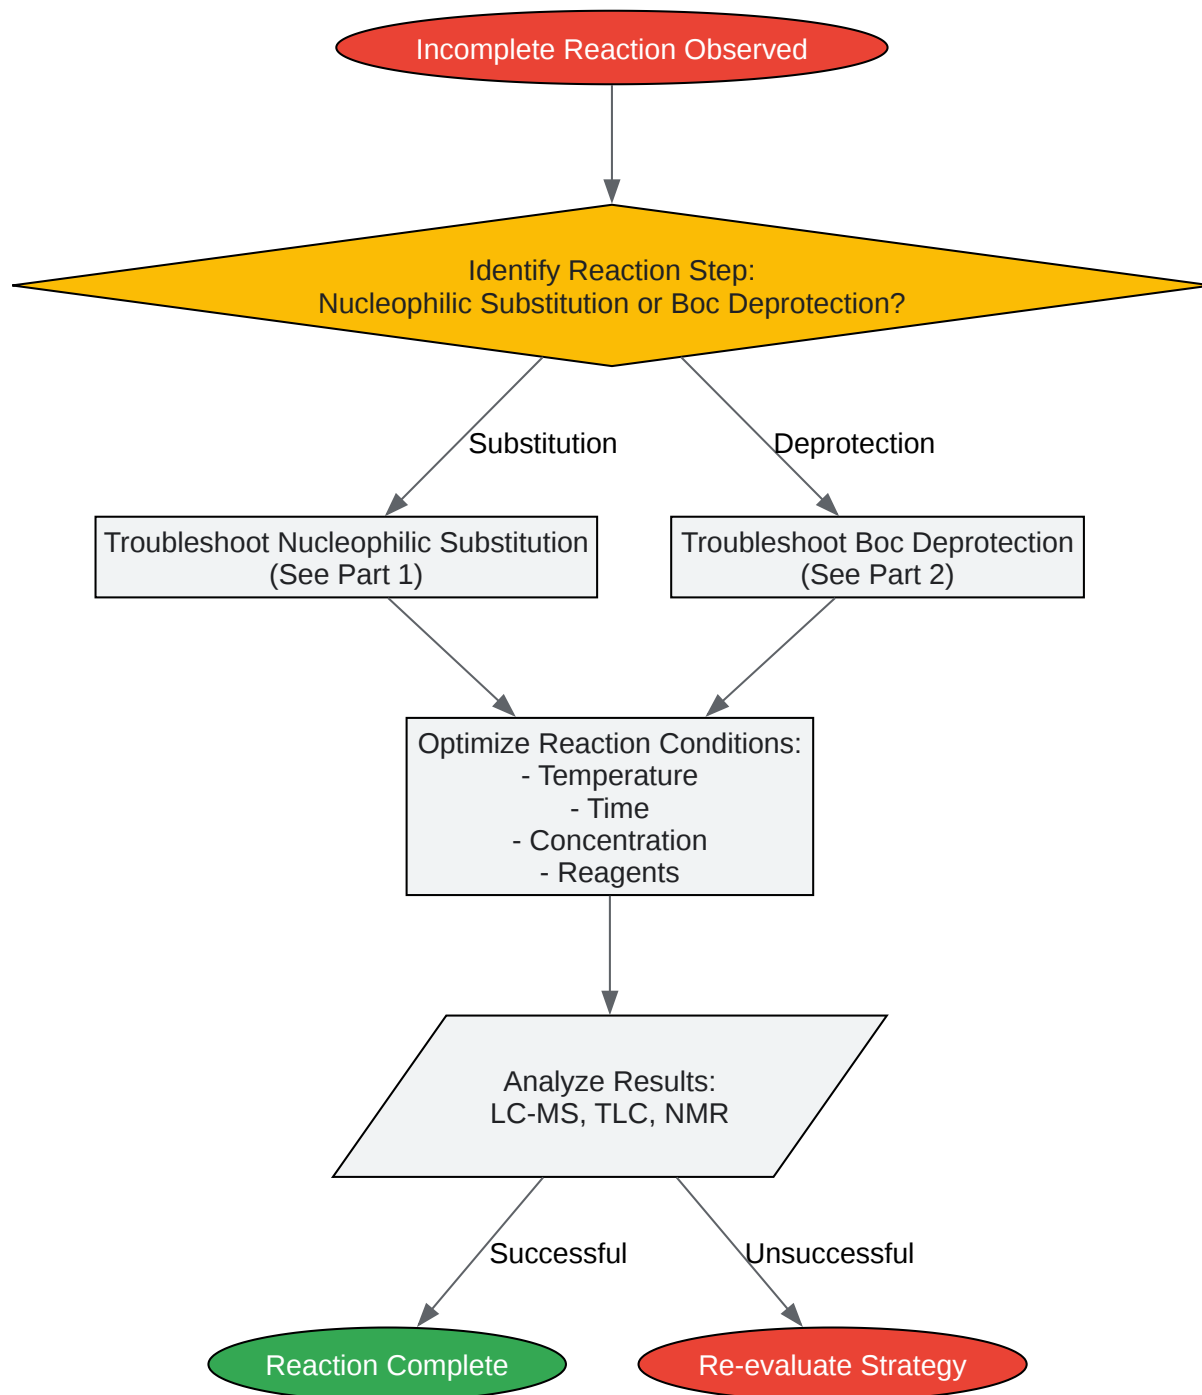 Incomplete Reaction Observed
Identify Reaction Step:
Nucleophilic Substitution or Boc Deprotection?
Substitution
Deprotection
Troubleshoot Nucleophilic Substitution
(See Part 1)
Troubleshoot Boc Deprotection
(See Part 2)
Optimize Reaction Conditions:
- Temperature
- Time
- Concentration
- Reagents
Analyze Results:
LC-MS, TLC, NMR
Successful
Unsuccessful
Reaction Complete
Re-evaluate Strategy